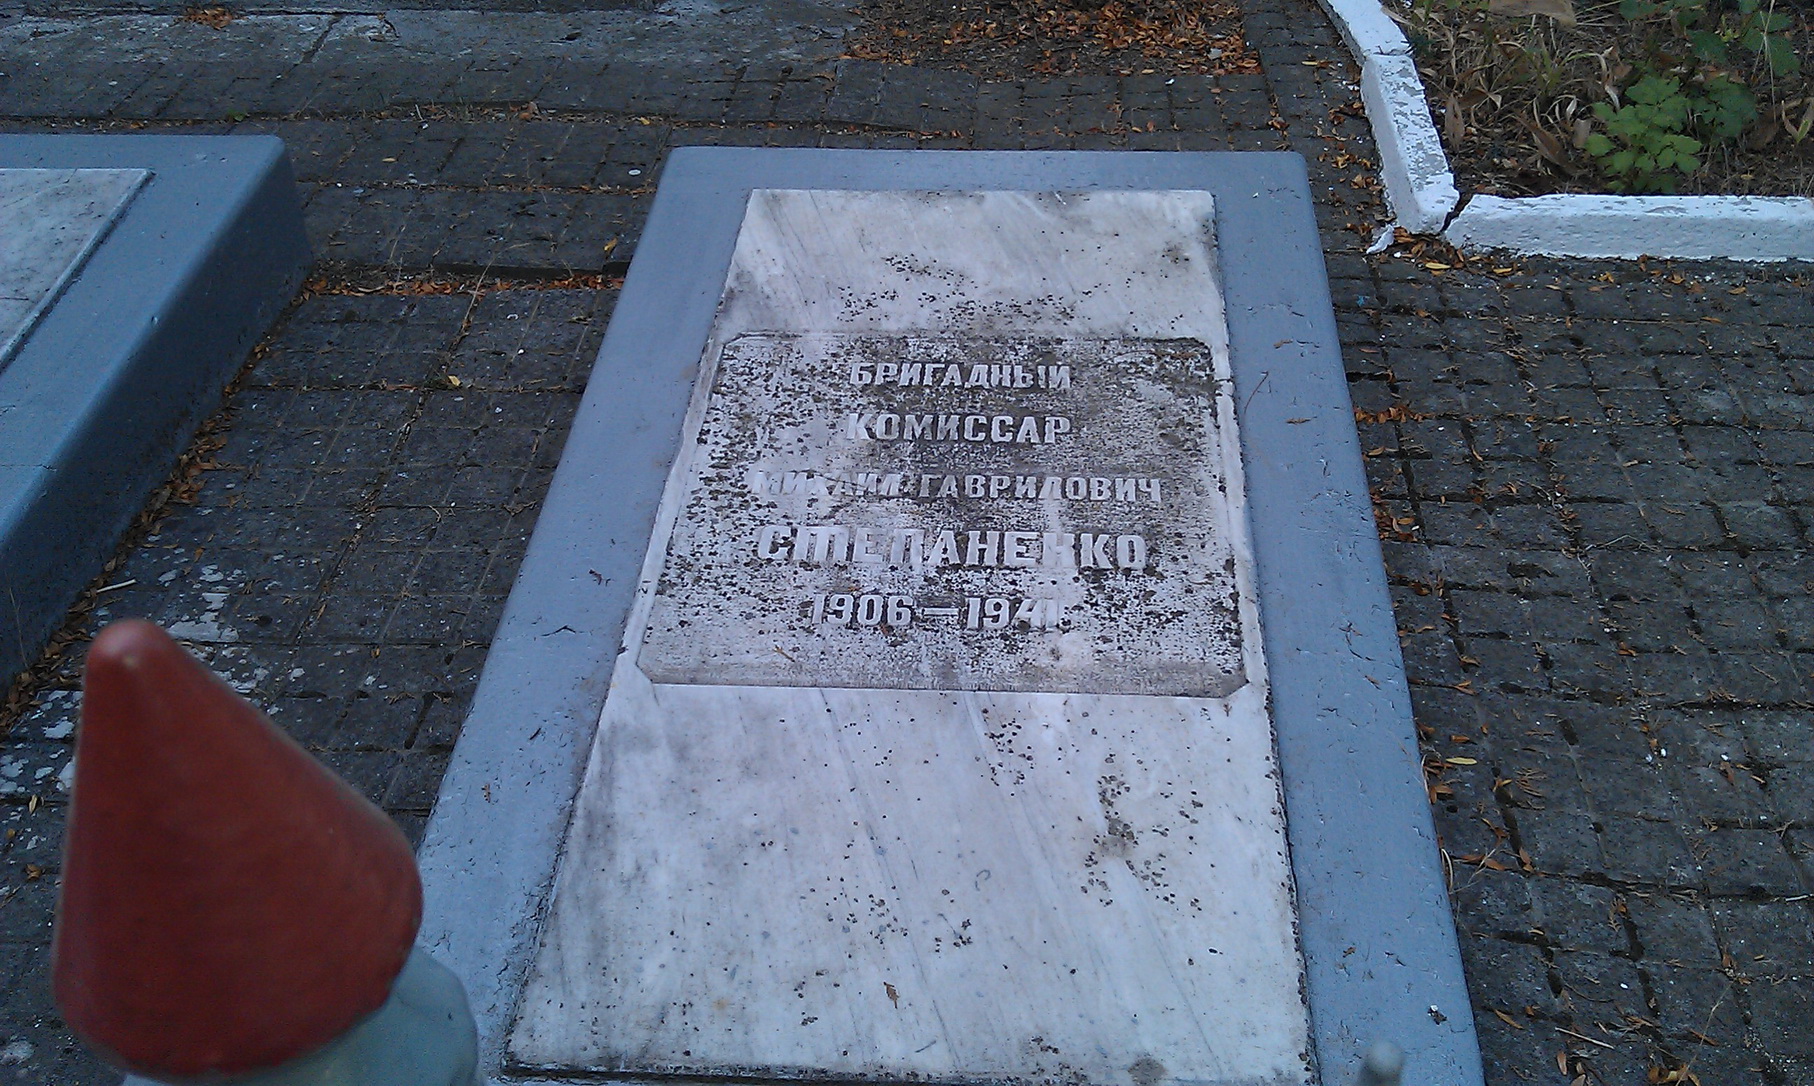 БРИГАДНЫЙ
КОМИССАР
МИХАИЛ ГАВРИЛОВИЧ
СТЕПАНЕНКО
1906—1941